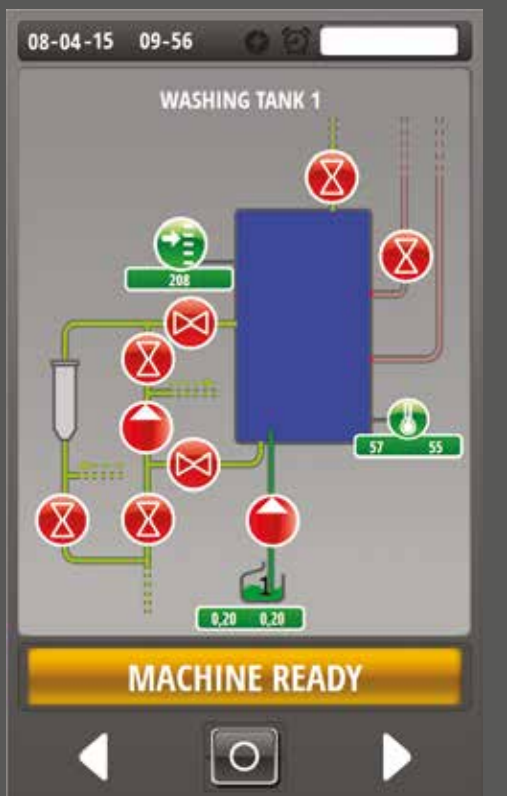 08-04-15 09-56
WASHING TANK 1
208
57 55
1
0,20 0,20
MACHINE READY